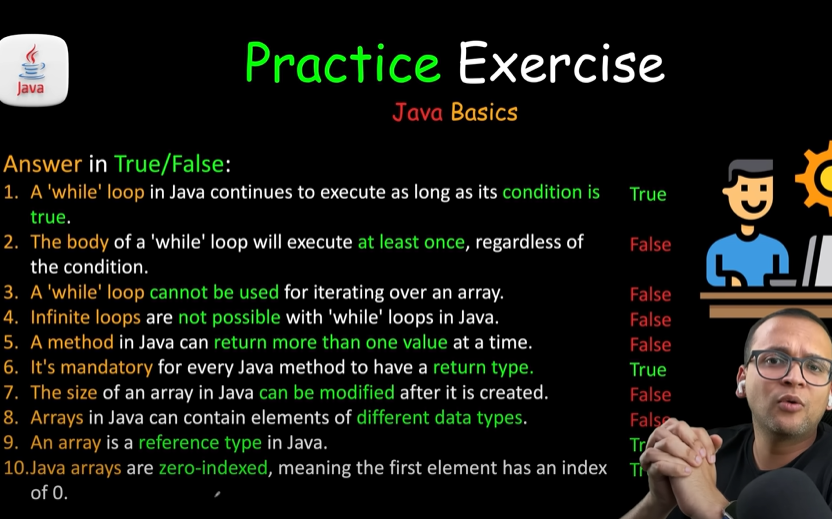 Java
Practice Exercise
Java Basics
Answer in True/False:
1. A 'while' loop in Java continues to execute as long as its condition is True
true.
2. The body of a 'while' loop will execute at least once, regardless of False
the condition.
3. A 'while' loop cannot be used for iterating over an array. False
4. Infinite loops are not possible with 'while' loops in Java. False
5. A method in Java can return more than one value at a time. False
6. It's mandatory for every Java method to have a return type. True
7. The size of an array in Java can be modified after it is created. False
8. Arrays in Java can contain elements of different data types. False
9. An array is a reference type in Java.
10.Java arrays are zero-indexed, meaning the first element has an index
of 0.